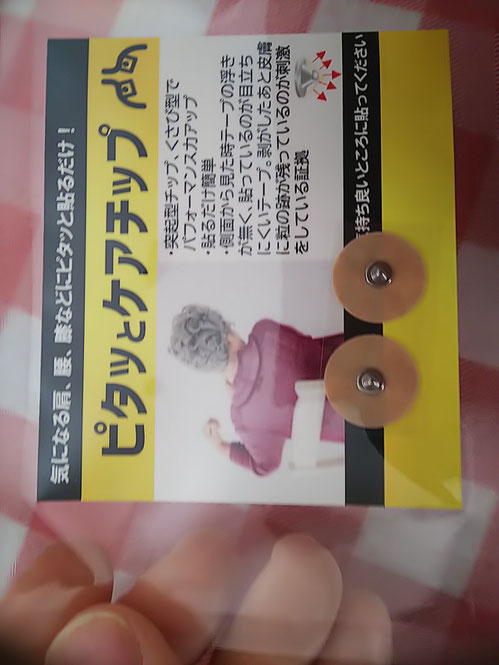 気になる肩、腰、膝などにピタッと貼るだけ！
ピタッとケアチップ
・突起型チップ、くさび型で
パフォーマンス力アップ
・貼るだけ簡単
・側面から見た時テープの浮き
が無く、貼っているのが目立ち
にくいテープ。剥がしたあと皮膚
に粒の跡が残っているのが刺激
をしている証拠
気持ち良いところに貼ってください